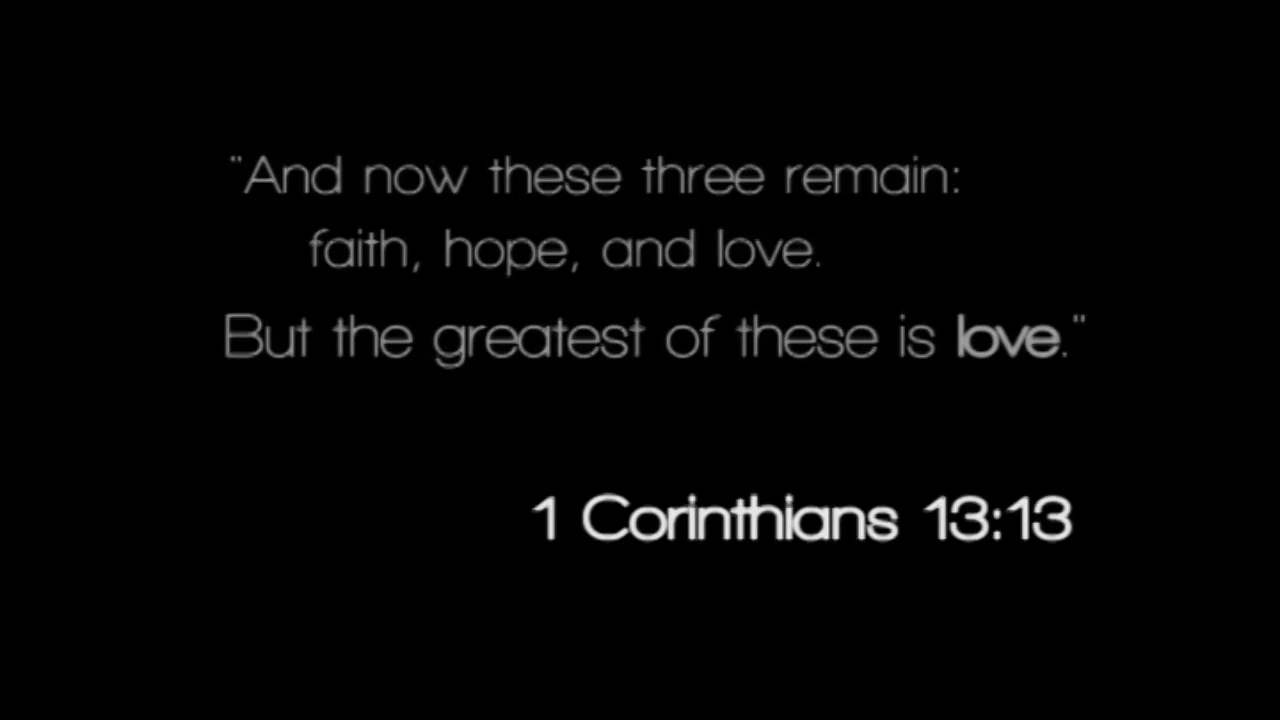 "And now these three remain:
faith, hope, and love.
But the greatest of these is love."
1 Corinthians 13:13